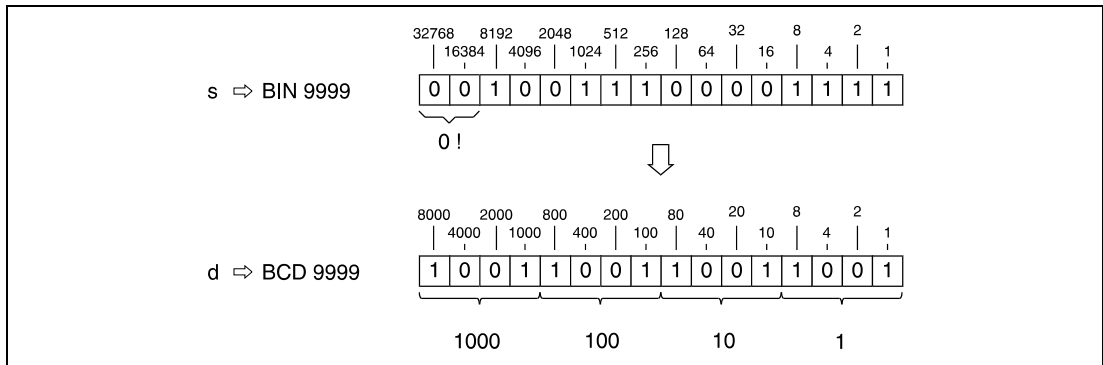 32768 8192 2048 512 128 32 8 2
16384 4096 1024 256 64 16 4 1
s ⇨ BIN 9999 0 0 1 0 0 1 1 1 0 0 0 0 1 1 1 1
0 !
8000 2000 800 200 80 20 8 2
4000 1000 400 100 40 10 4 1
d ⇨ BCD 9999 1 0 0 1 1 0 0 1 1 0 0 1 1 0 0 1
1000 100 10 1